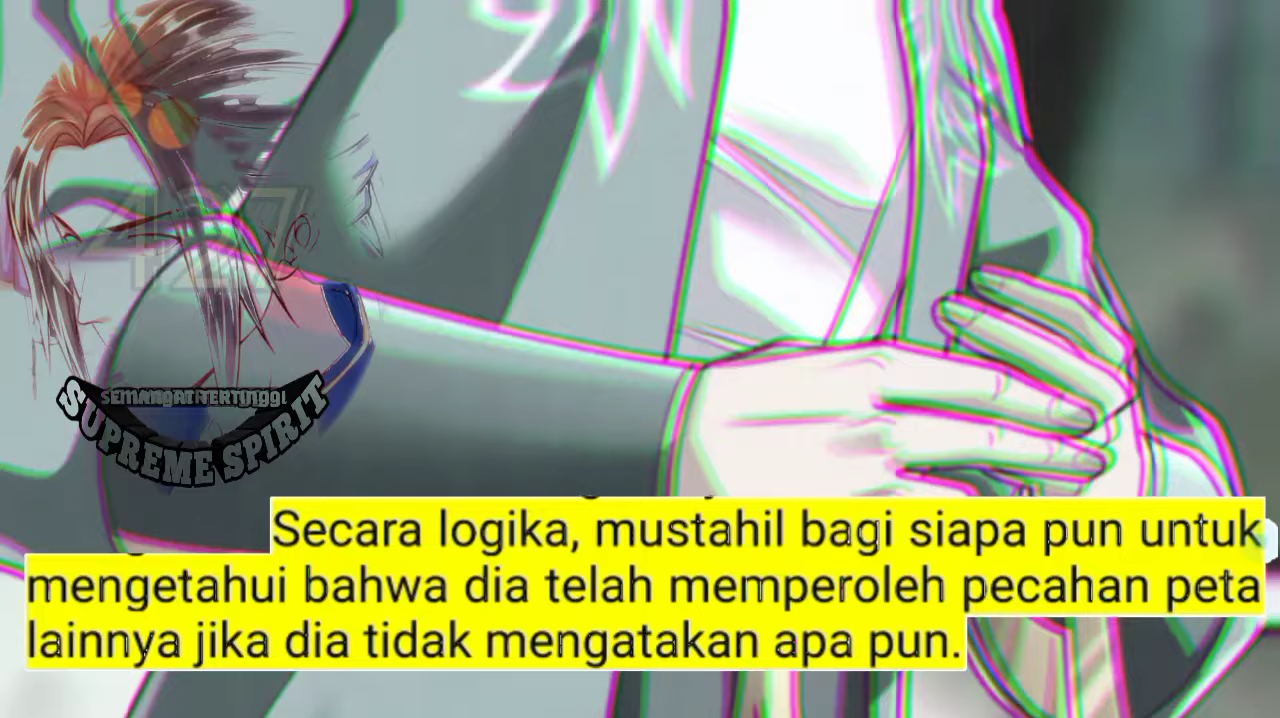 427
SEMANGAT TERTINGGI
SUPREME SPIRIT
Secara logika, mustahil bagi siapa pun untuk
mengetahui bahwa dia telah memperoleh pecahan peta
lainnya jika dia tidak mengatakan apa pun.